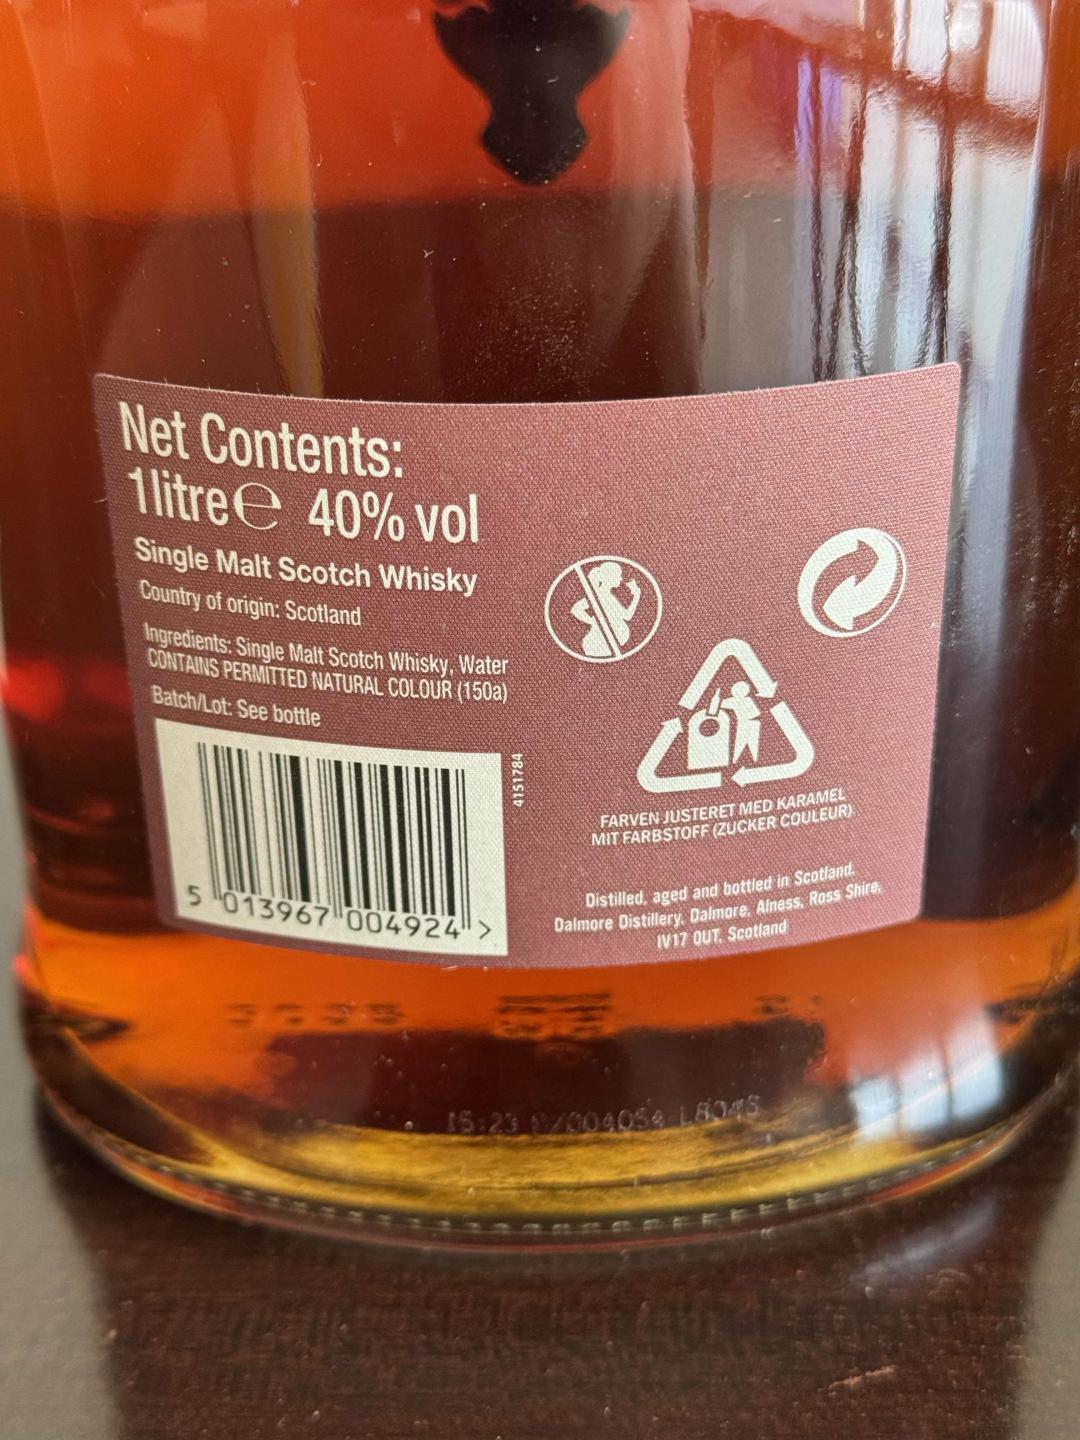 Net Contents:
1litre℮ 40% vol
Single Malt Scotch Whisky
Country of origin: Scotland
Ingredients: Single Malt Scotch Whisky, Water
CONTAINS PERMITTED NATURAL COLOUR (150a)
Batch/Lot: See bottle
4151784
5 013967 004924 >
FARVEN JUSTERET MED KARAMEL
MIT FARBSTOFF (ZUCKER COULEUR)
Distilled, aged and bottled in Scotland.
Dalmore Distillery, Dalmore, Alness, Ross Shire,
IV17 0UT, Scotland
15:23